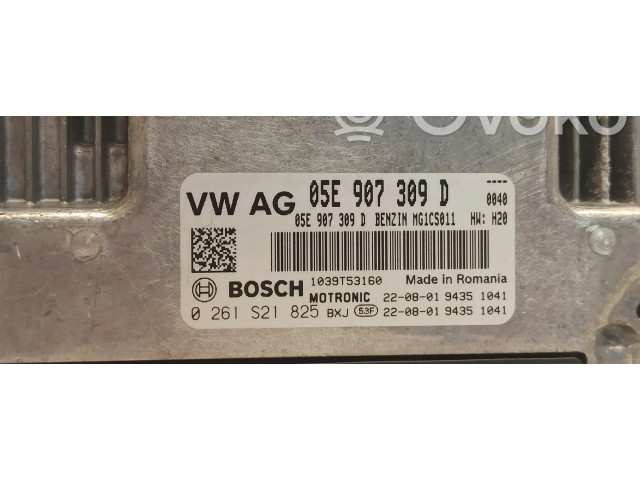 Ovoko
VW AG 05E 907 309 D ----
0040
05E 907 309 D BENZIN MG1CS011 HW: H20
1039T53160 Made in Romania
BOSCH MOTRONIC 22-08-01 9435 1041
0 261 S21 825 BXJ 53F 22-08-01 9435 1041